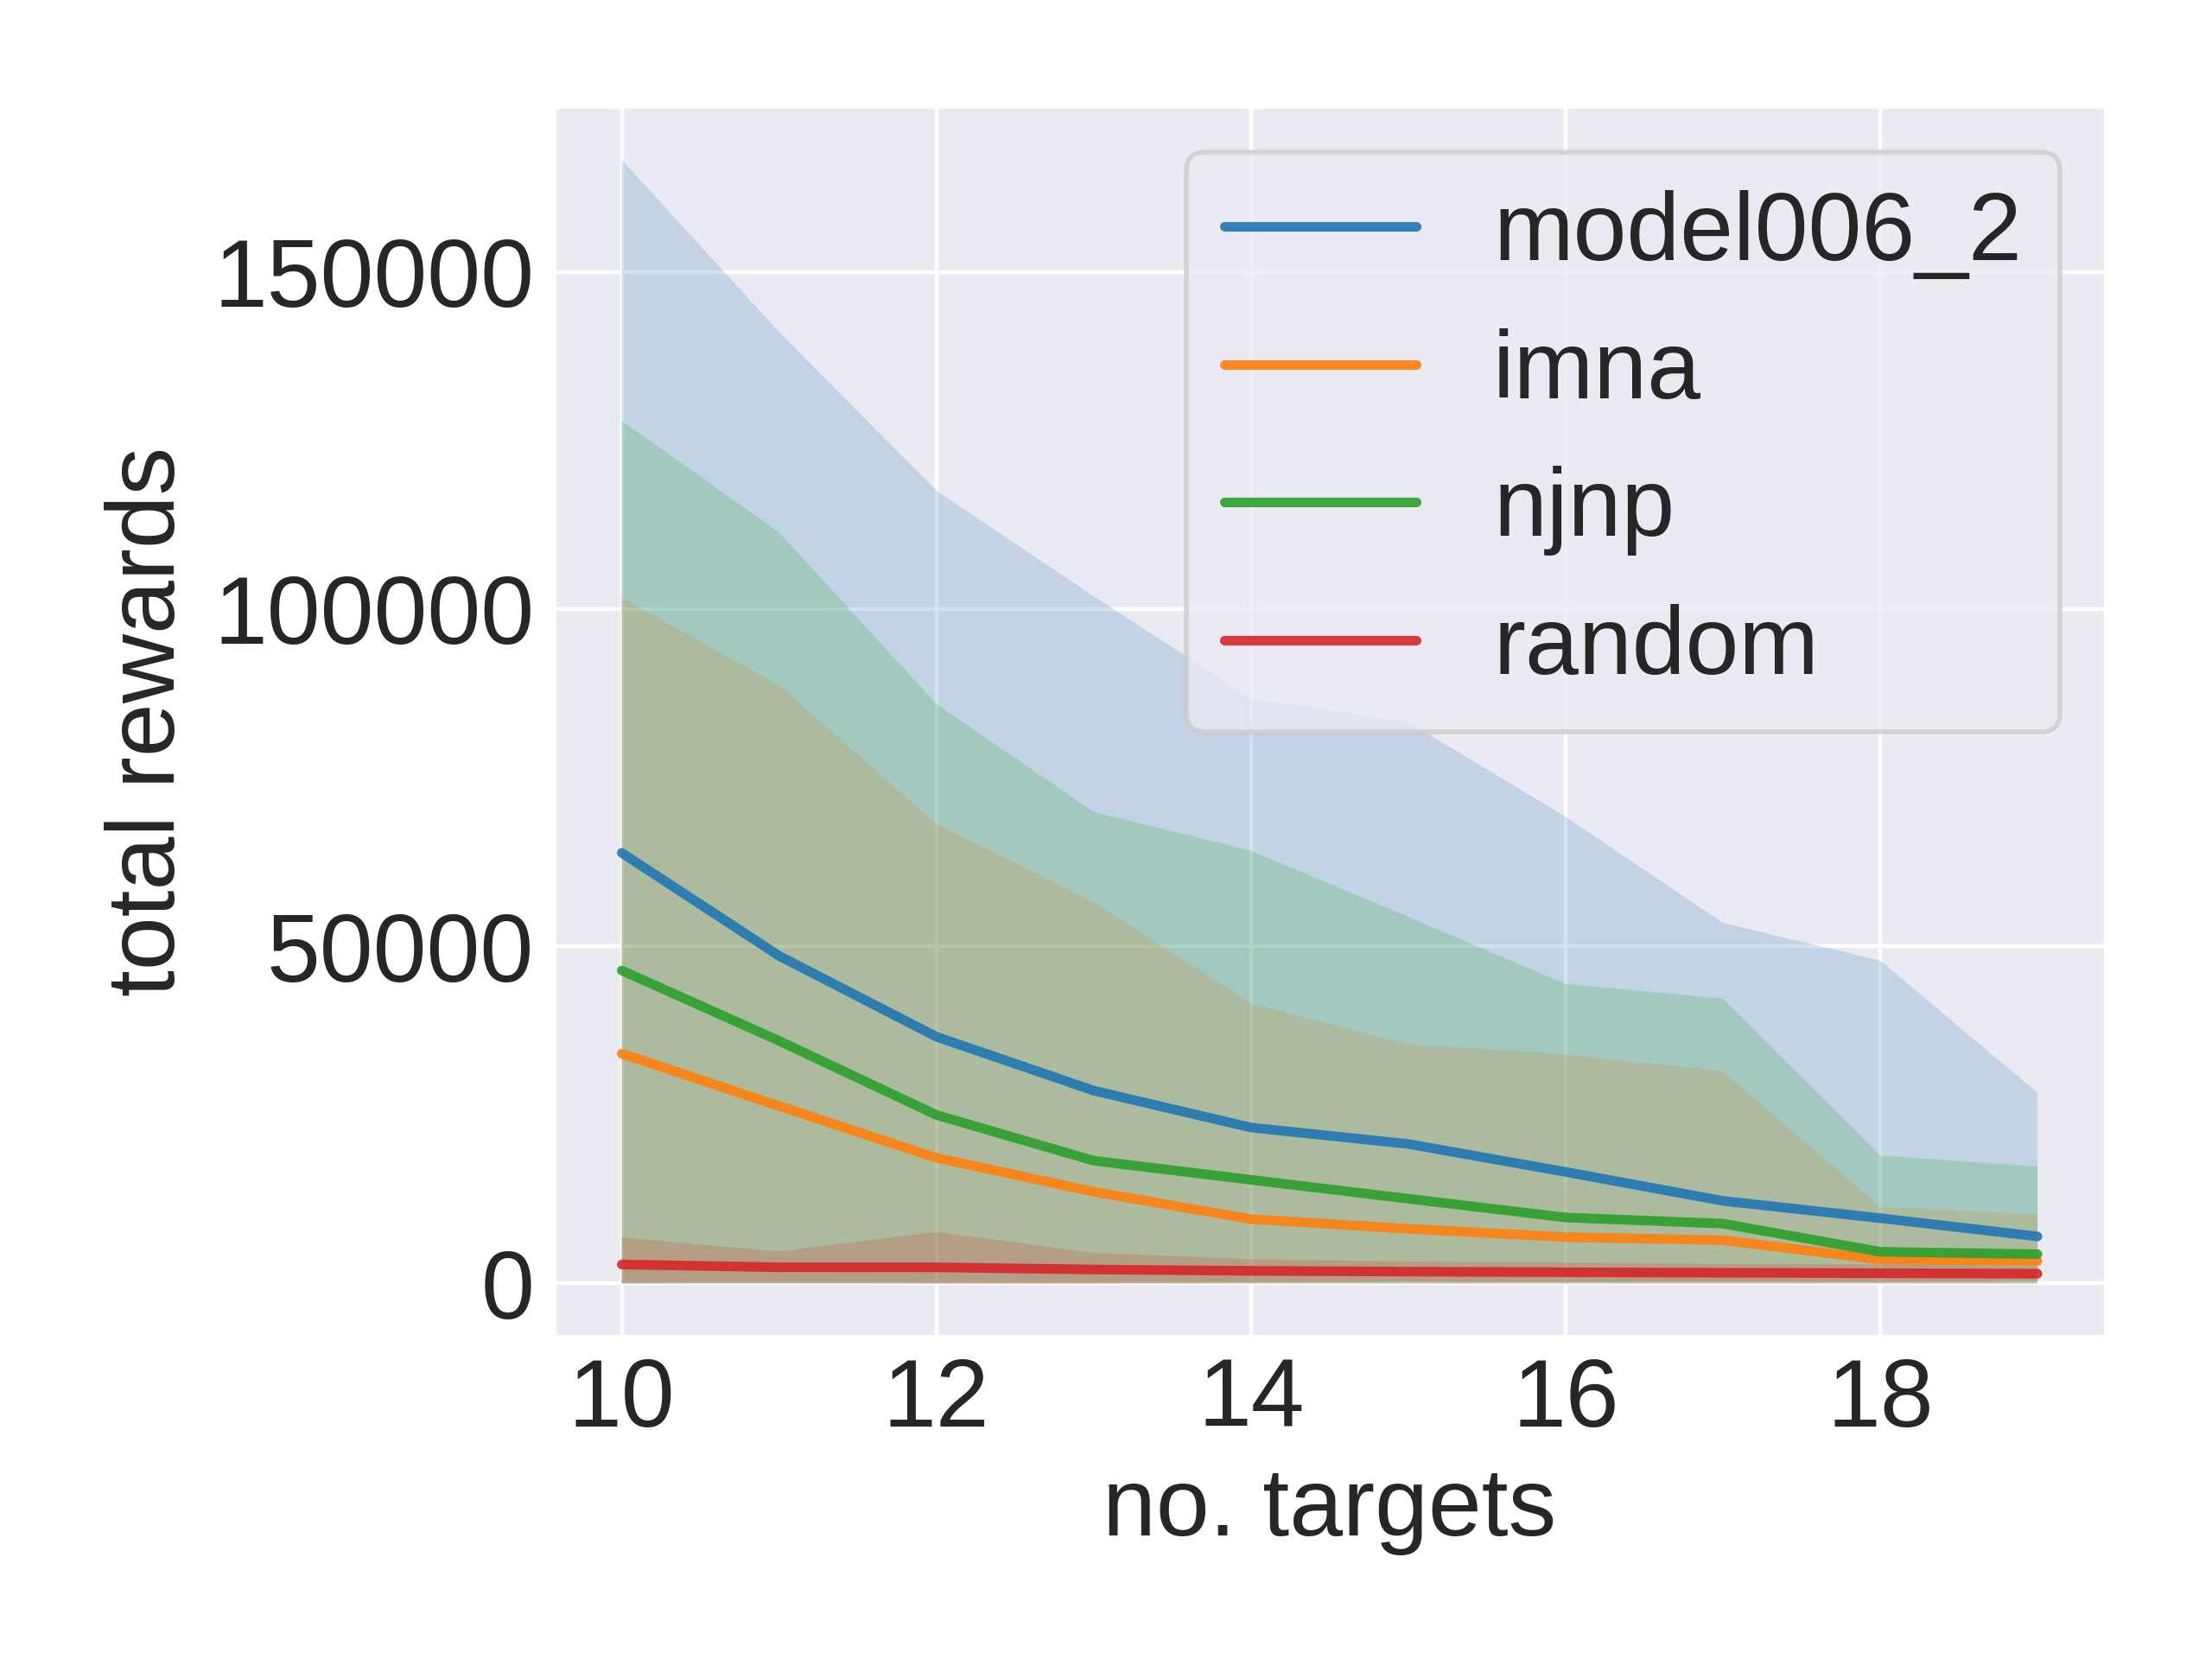 150000
100000
50000
0
total rewards
model006_2
imna
njnp
random
10 12 14 16 18
no. targets